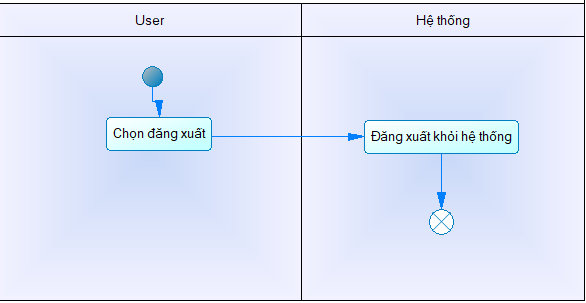 User
Hệ thống
Chọn đăng xuất
Đăng xuất khỏi hệ thống